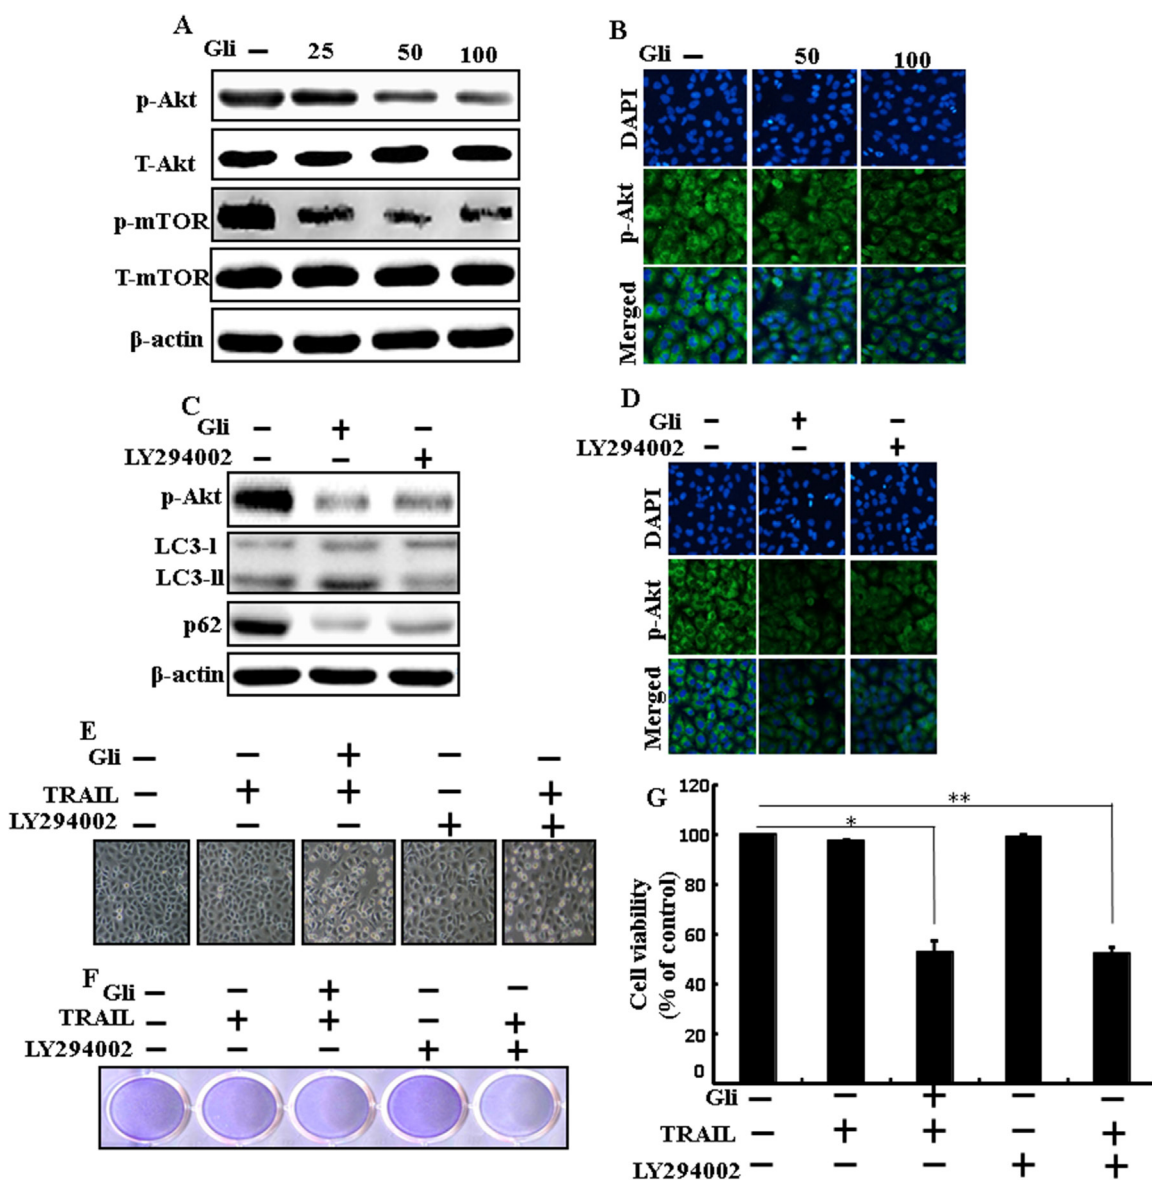 A
Gli – 25 50 100
p-Akt
T-Akt
p-mTOR
T-mTOR
β-actin
B
Gli – 50 100
DAPI
p-Akt
Merged
C
Gli – + –
LY294002 – – +
p-Akt
LC3-I
LC3-II
p62
β-actin
D
Gli – + –
LY294002 – – +
DAPI
p-Akt
Merged
E
Gli – – + – –
TRAIL – + + – +
LY294002 – – – + +
F
Gli – – + – –
TRAIL – + + – +
LY294002 – – – + +
G
Cell viability
(% of control)
120
100
80
60
40
20
0
*
**
Gli – – + – –
TRAIL – + + – +
LY294002 – – – + +